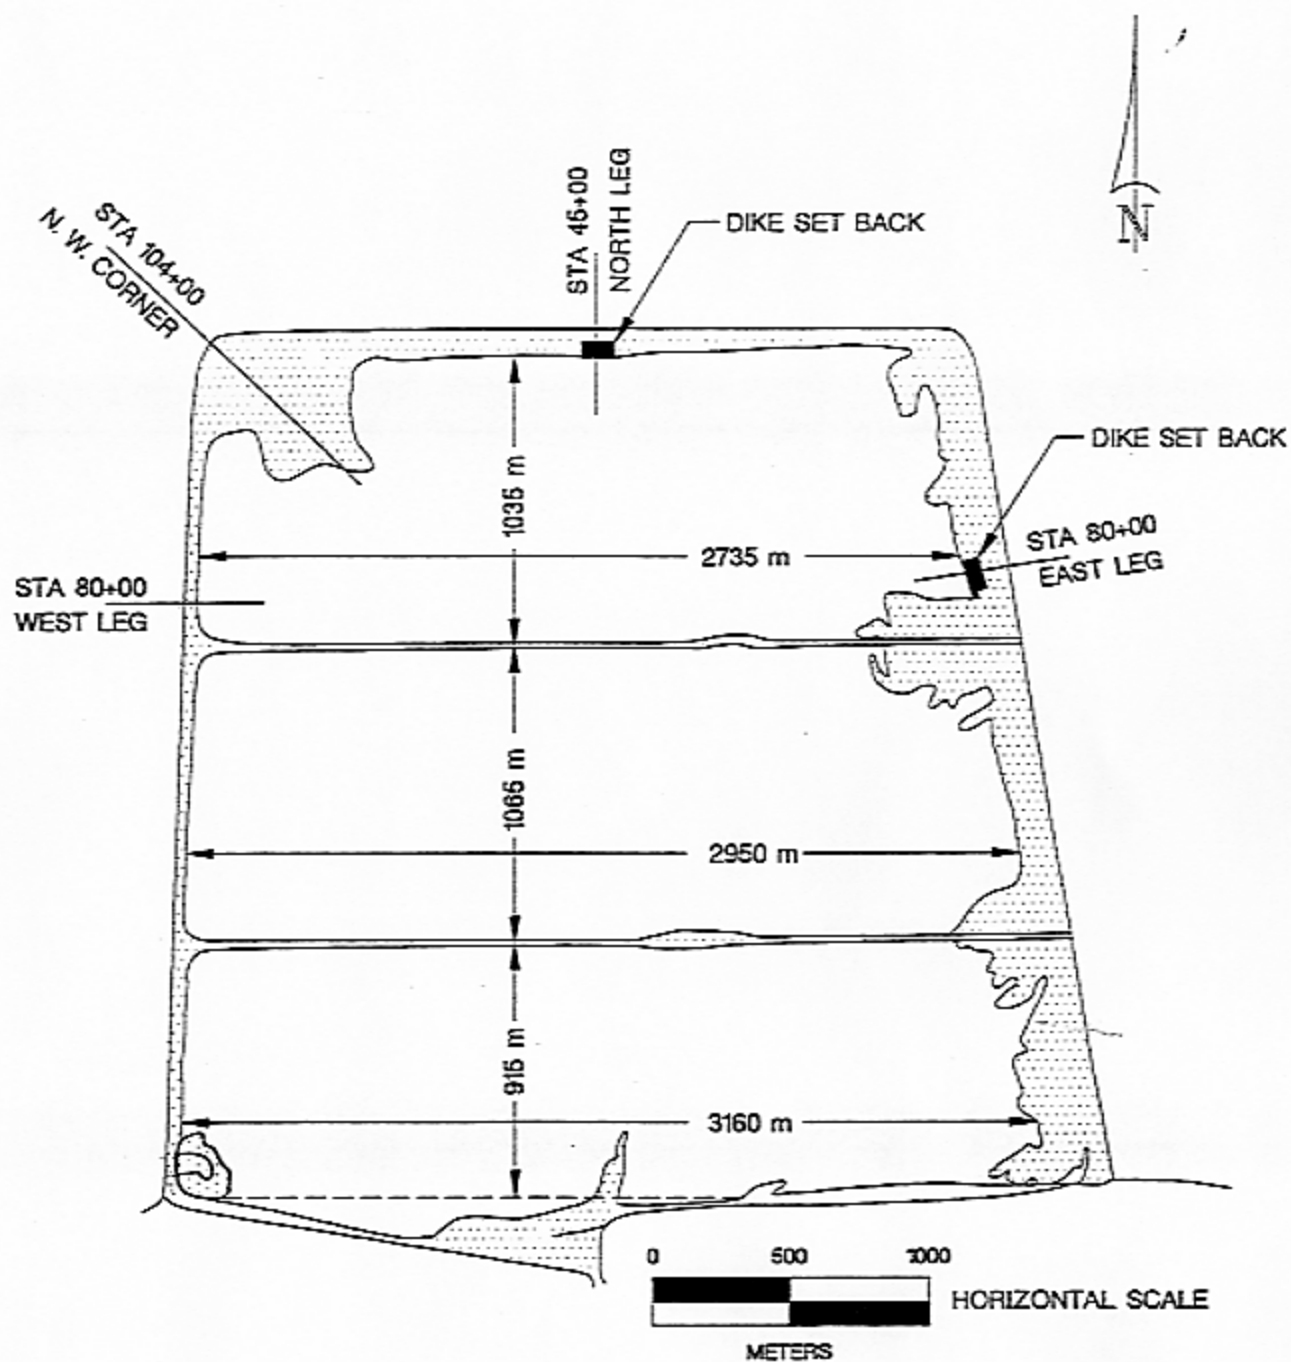 N
STA 45+00
NORTH LEG
DIKE SET BACK
STA 104+00
N. W. CORNER
DIKE SET BACK
1035 m
2735 m
STA 80+00
EAST LEG
STA 80+00
WEST LEG
1065 m
2950 m
915 m
3160 m
0 500 1000
HORIZONTAL SCALE
METERS